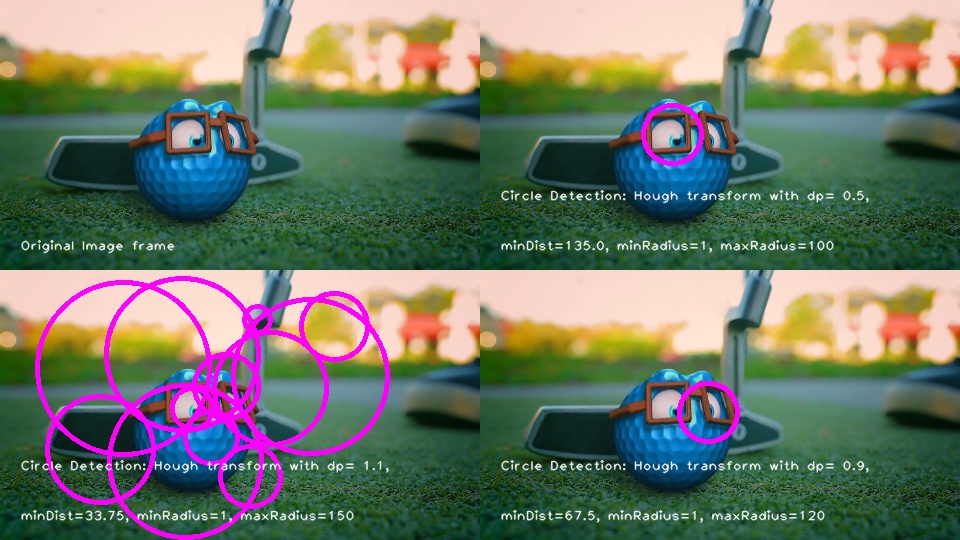 Original Image frame
Circle Detection: Hough transform with dp= 0.5,
minDist=135.0, minRadius=1, maxRadius=100
Circle Detection: Hough transform with dp= 1.1,
minDist=33.75, minRadius=1, maxRadius=150
Circle Detection: Hough transform with dp= 0.9,
minDist=67.5, minRadius=1, maxRadius=120